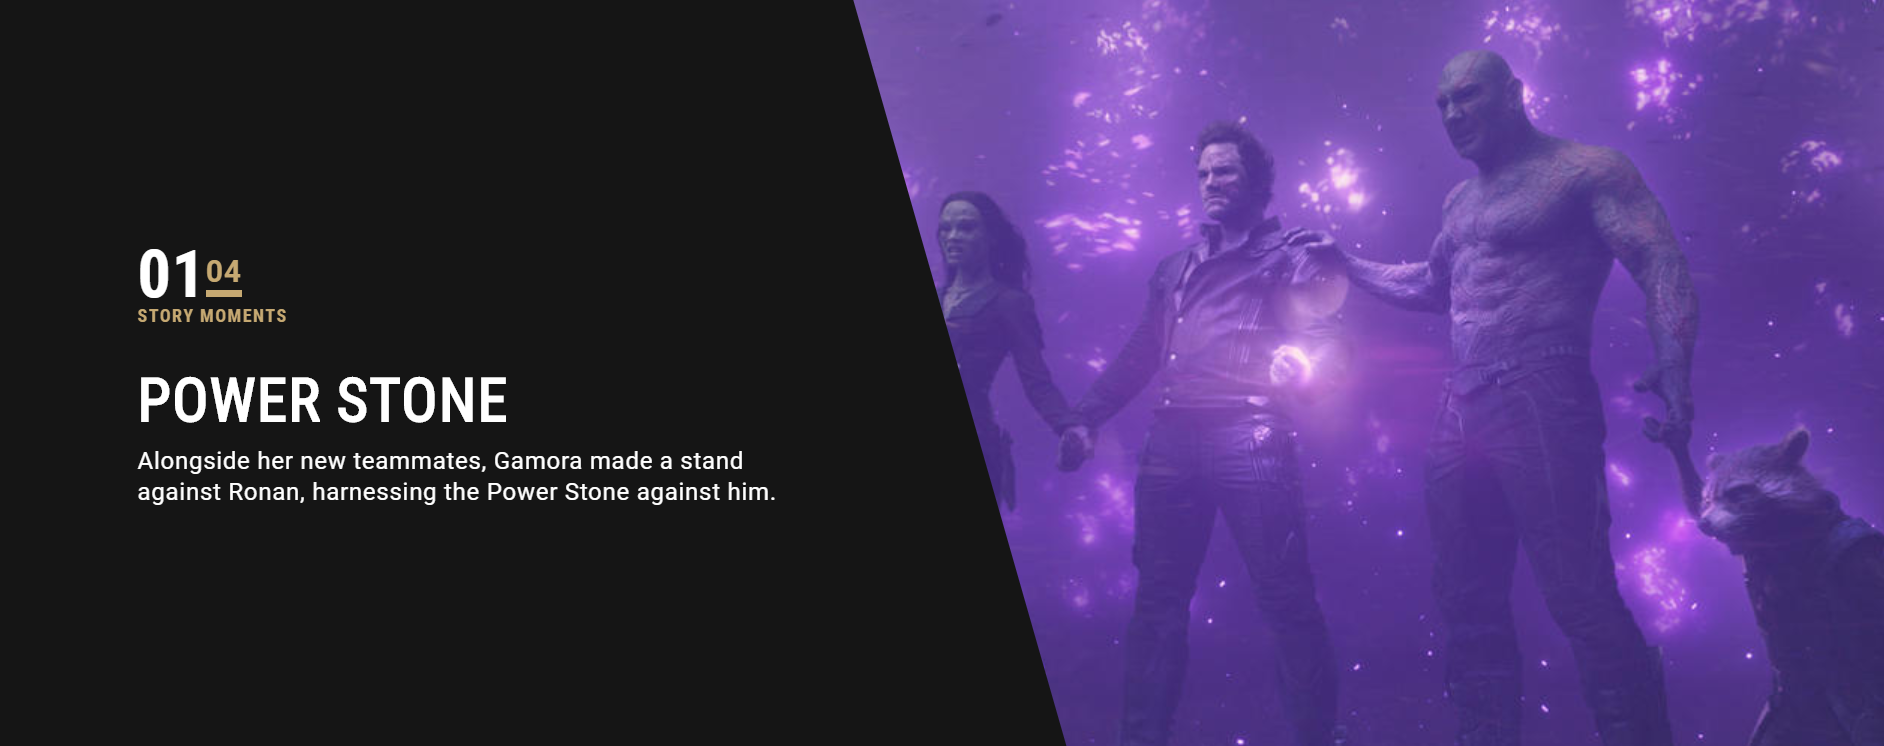 01 04
STORY MOMENTS
POWER STONE
Alongside her new teammates, Gamora made a stand
against Ronan, harnessing the Power Stone against him.